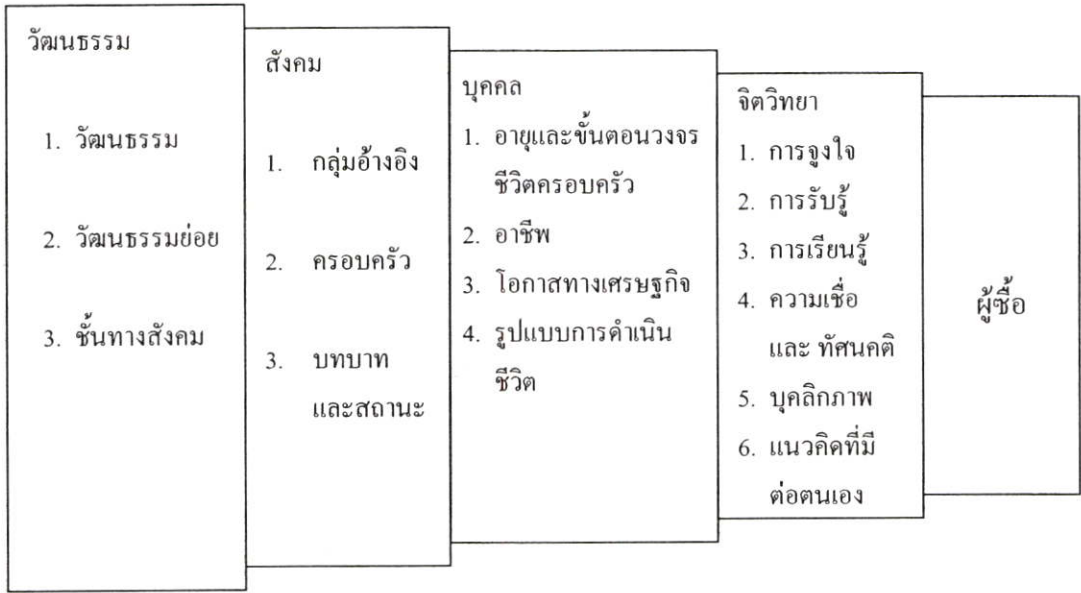 วัฒนธรรม
1. วัฒนธรรม
2. วัฒนธรรมย่อย
3. ชั้นทางสังคม
สังคม
1. กลุ่มอ้างอิง
2. ครอบครัว
3. บทบาท
และสถานะ
บุคคล
1. อายุและขั้นตอนวงจร
ชีวิตครอบครัว
2. อาชีพ
3. โอกาสทางเศรษฐกิจ
4. รูปแบบการดำเนิน
ชีวิต
จิตวิทยา
1. การจูงใจ
2. การรับรู้
3. การเรียนรู้
4. ความเชื่อ
และ ทัศนคติ
5. บุคลิกภาพ
6. แนวคิดที่มี
ต่อตนเอง
ผู้ซื้อ